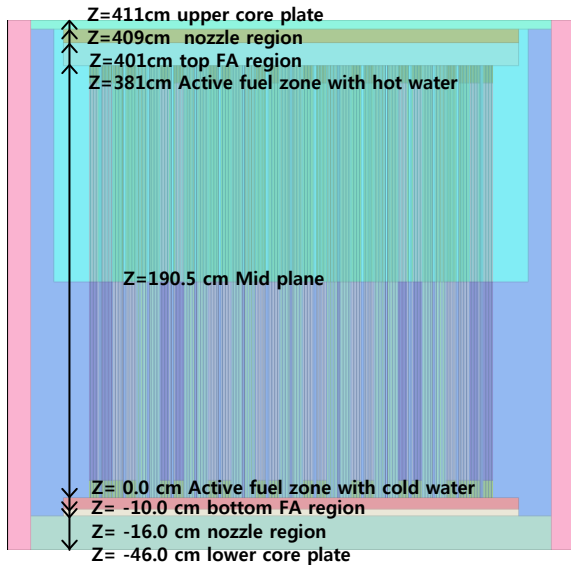 Z=411cm upper core plate
Z=409cm nozzle region
Z=401cm top FA region
Z=381cm Active fuel zone with hot water
Z=190.5 cm Mid plane
Z= 0.0 cm Active fuel zone with cold water
Z= -10.0 cm bottom FA region
Z= -16.0 cm nozzle region
Z= -46.0 cm lower core plate